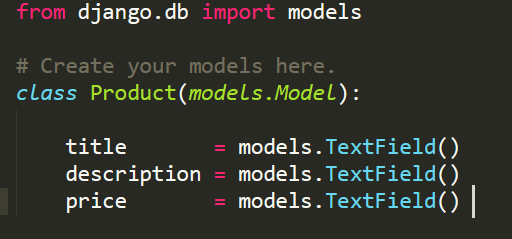 from django.db import models
# Create your models here.
class Product(models.Model):
title = models.TextField()
description = models.TextField()
price = models.TextField()